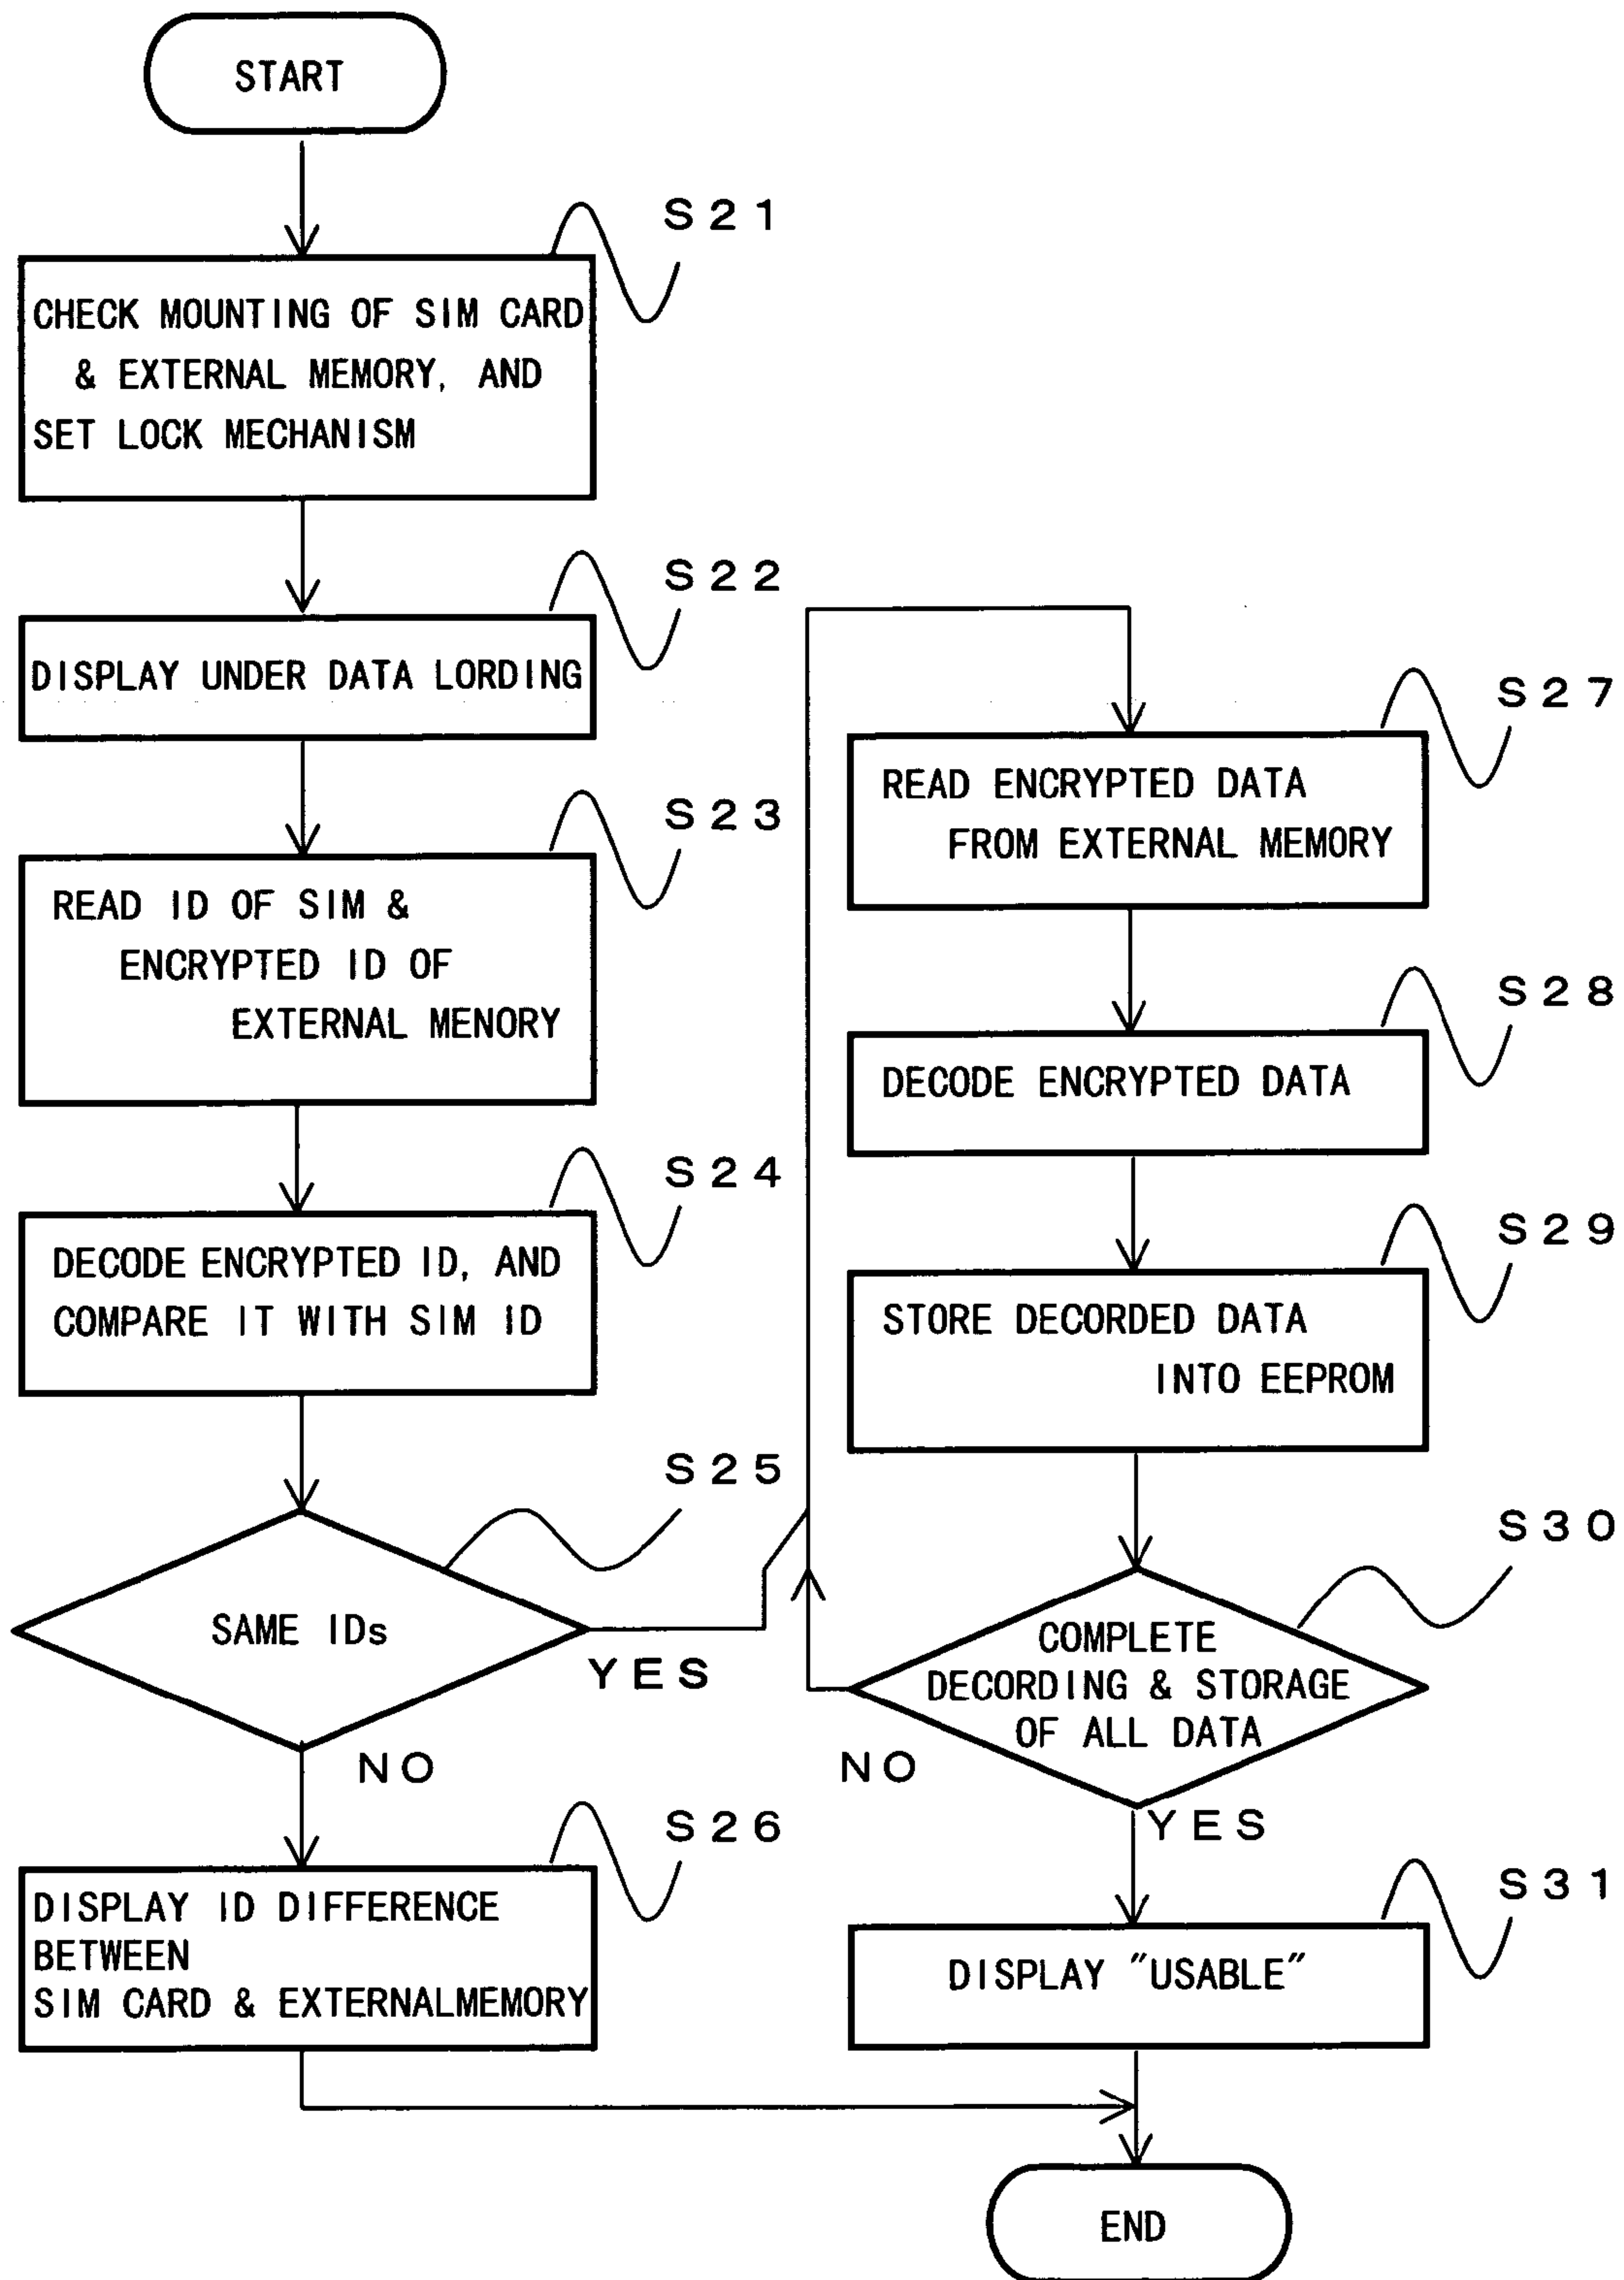 START
S21
CHECK MOUNTING OF SIM CARD
& EXTERNAL MEMORY, AND
SET LOCK MECHANISM
S22
DISPLAY UNDER DATA LORDING
S23
READ ID OF SIM &
ENCRYPTED ID OF
EXTERNAL MENORY
S24
DECODE ENCRYPTED ID, AND
COMPARE IT WITH SIM ID
S25
SAME IDs
YES
NO
S26
DISPLAY ID DIFFERENCE
BETWEEN
SIM CARD & EXTERNALMEMORY
S27
READ ENCRYPTED DATA
FROM EXTERNAL MEMORY
S28
DECODE ENCRYPTED DATA
S29
STORE DECORDED DATA
INTO EEPROM
S30
COMPLETE
DECORDING & STORAGE
OF ALL DATA
NO
YES
S31
DISPLAY "USABLE"
END